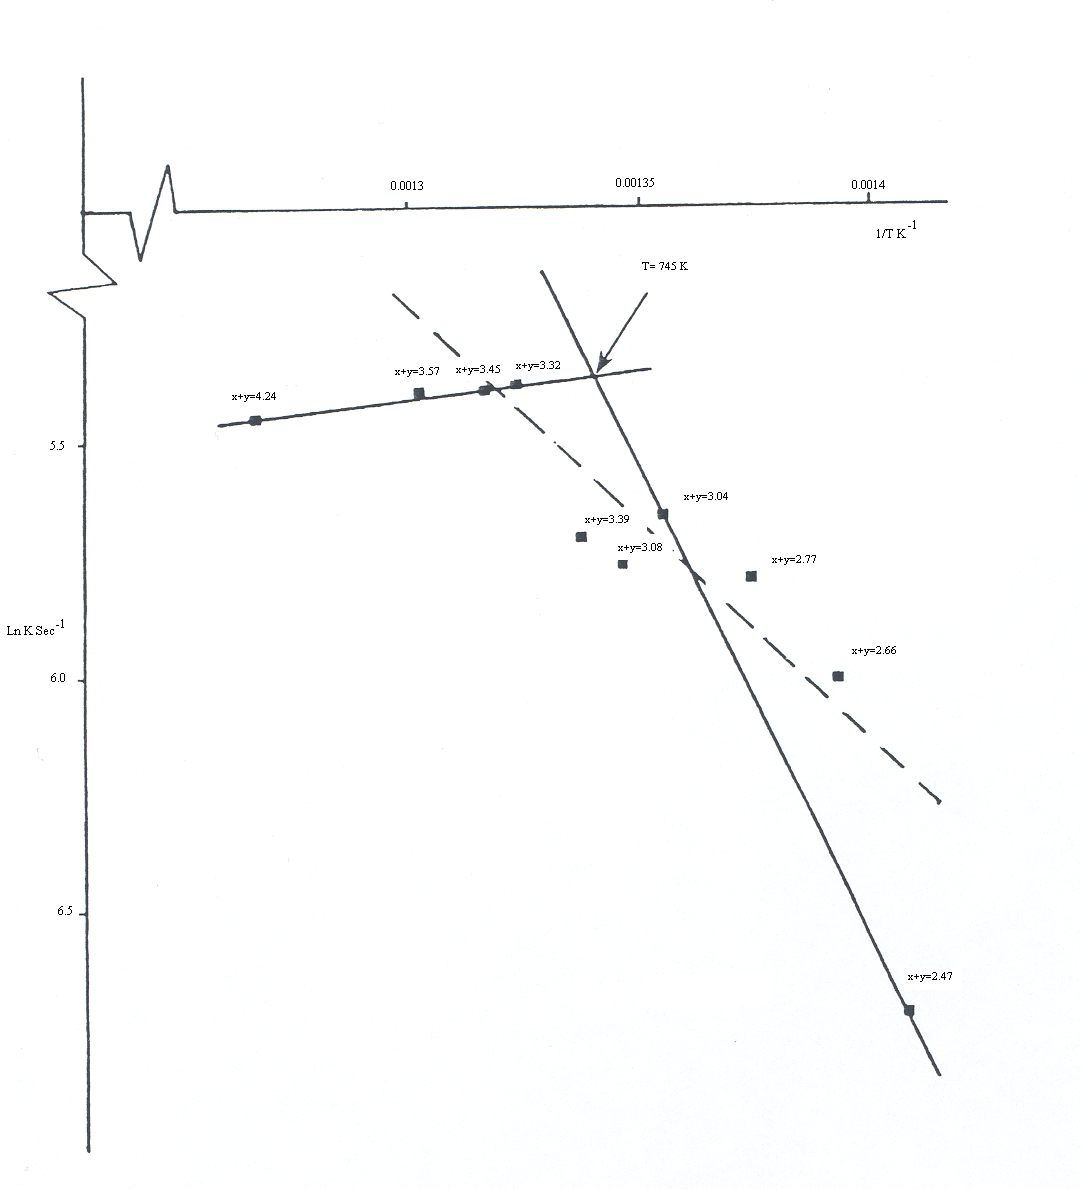 0.0013
0.00135
0.0014
1/T K⁻¹
T= 745 K
x+y=3.57
x+y=3.45
x+y=3.32
x+y=4.24
5.5
x+y=3.04
x+y=3.39
x+y=3.08
x+y=2.77
Ln K Sec⁻¹
x+y=2.66
6.0
6.5
x+y=2.47